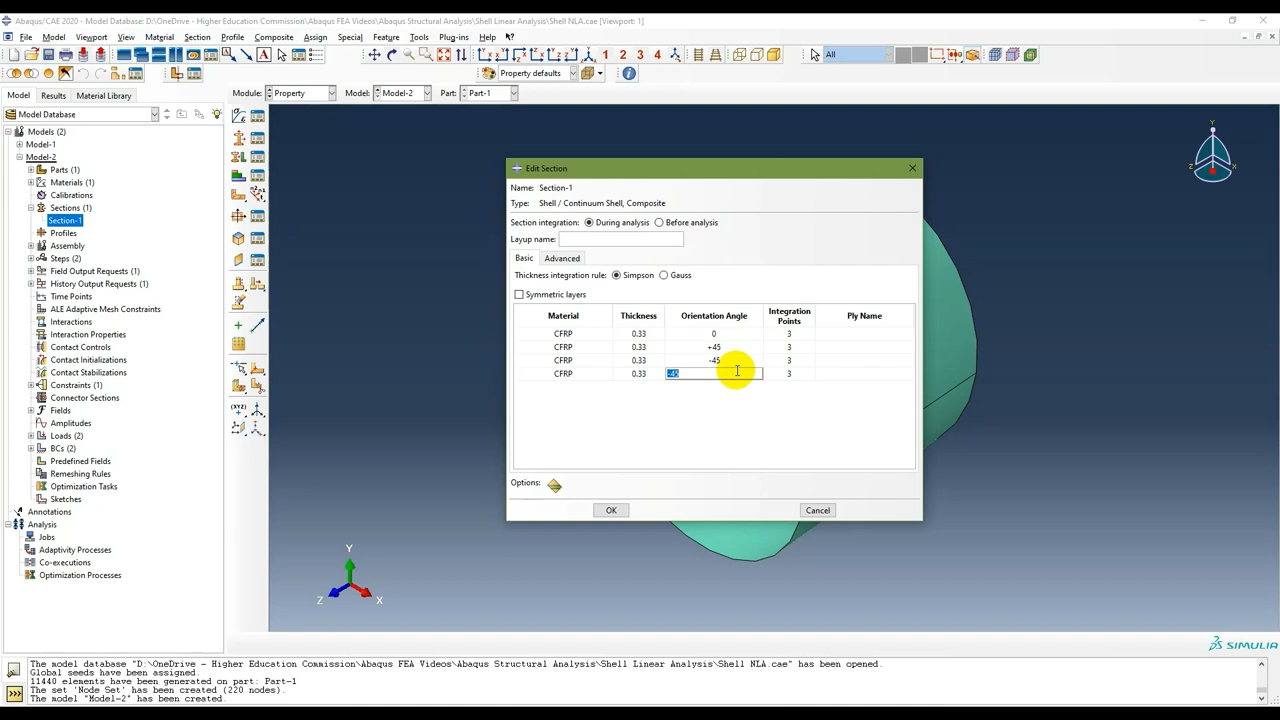 Abaqus/CAE 2020 - Model Database: D:\OneDrive - Higher Education Commission\Abaqus FEA Videos\Abaqus Structural Analysis\Shell Linear Analysis\Shell NLA.cae [Viewport: 1]
File Model Viewport View Material Section Profile Composite Assign Special Feature Tools Plug-ins Help
1 2 3 4 All
Property defaults
Model Results Material Library Module: Property Model: Model-2 Part: Part-1
Model Database
Models (2)
Model-1
Model-2
Parts (1)
Materials (1)
Calibrations
Sections (1)
Section-1
Profiles
Assembly
Steps (2)
Field Output Requests (1)
History Output Requests (1)
Time Points
ALE Adaptive Mesh Constraints
Interactions
Interaction Properties
Contact Controls
Contact Initializations
Contact Stabilizations
Constraints (1)
Connector Sections
Fields
Amplitudes
Loads (2)
BCs (2)
Predefined Fields
Remeshing Rules
Optimization Tasks
Sketches
Annotations
Analysis
Jobs
Adaptivity Processes
Co-executions
Optimization Processes
Edit Section
Name: Section-1
Type: Shell / Continuum Shell, Composite
Section integration: During analysis Before analysis
Layup name:
Basic Advanced
Thickness integration rule: Simpson Gauss
Symmetric layers
Material Thickness Orientation Angle Integration Points Ply Name
CFRP 0.33 0 3
CFRP 0.33 +45 3
CFRP 0.33 -45 3
CFRP 0.33 -45 3
Options:
OK Cancel
Y
Z X
Y
Z X
SIMULIA
The model database "D:\OneDrive - Higher Education Commission\Abaqus FEA Videos\Abaqus Structural Analysis\Shell Linear Analysis\Shell NLA.cae" has been opened.
Global seeds have been assigned.
11440 elements have been generated on part: Part-1
The set 'Node Set' has been created (220 nodes).
The model "Model-2" has been created.